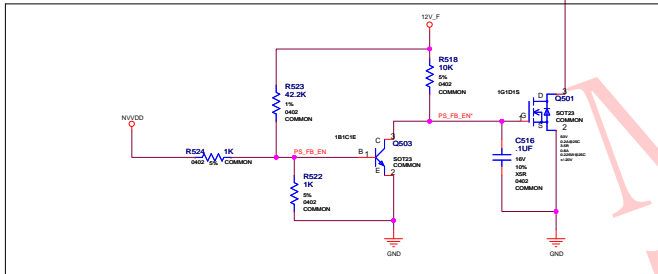 12V_F
R518
10K
5%
0402
COMMON
R523
42.2K
1%
0402
COMMON
NVVDD
1G1D1S
D
3
Q501
G
1
S
2
SOT23
COMMON
PS_FB_EN*
1B1C1E
C
3
Q503
B
1
E
2
SOT23
COMMON
PS_FB_EN
R524
1K
0402
5%
COMMON
R522
1K
5%
0402
COMMON
C516
.1UF
16V
10%
X5R
0402
COMMON
GND
GND